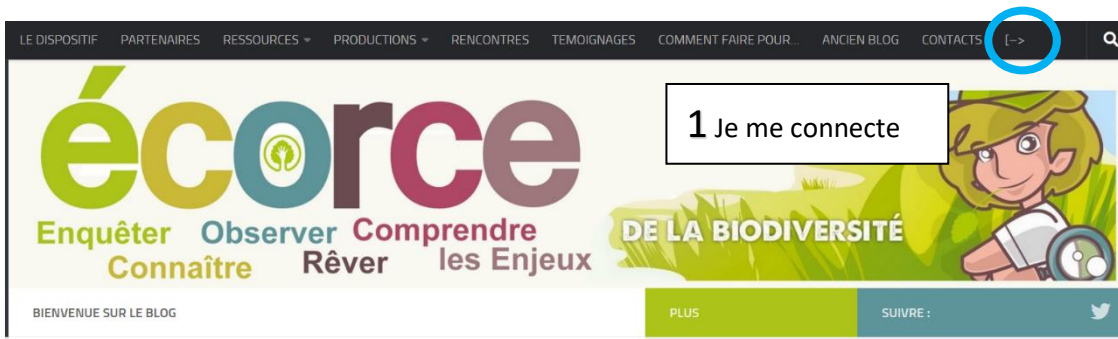 LE DISPOSITIF PARTENAIRES RESSOURCES PRODUCTIONS RENCONTRES TEMOIGNAGES COMMENT FAIRE POUR... ANCIEN BLOG CONTACTS [–>
écorce
1 Je me connecte
Enquêter Observer Comprendre
Connaître Rêver les Enjeux
DE LA BIODIVERSITÉ
BIENVENUE SUR LE BLOG PLUS SUIVRE :